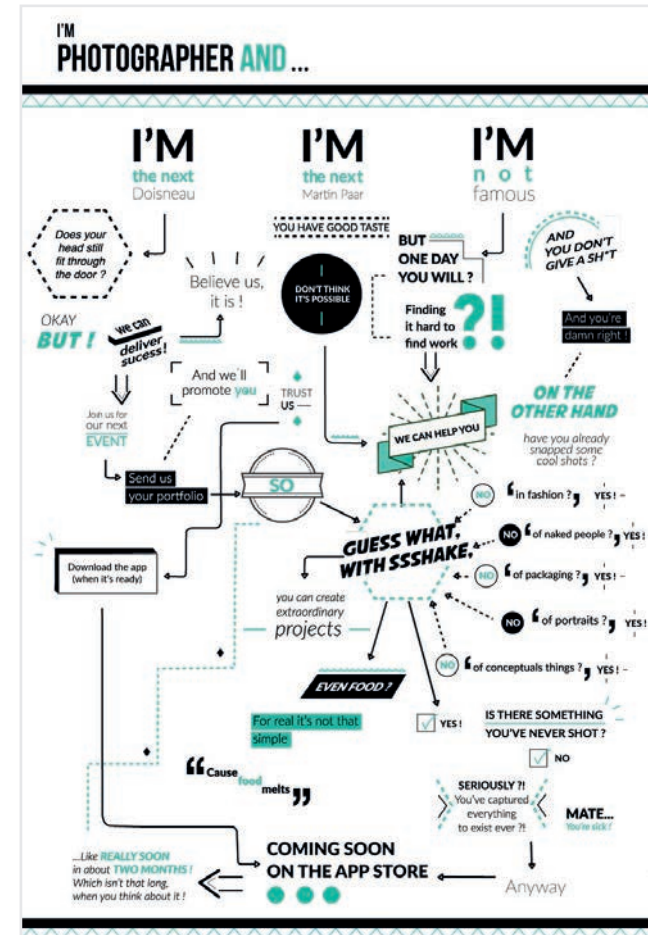 I'M
PHOTOGRAPHER AND ...
I'M
the next
Doisneau
I'M
the next
Martin Paar
I'M
not
famous
Does your
head still
fit through
the door ?
Believe us,
it is !
YOU HAVE GOOD TASTE
DON'T THINK
IT'S POSSIBLE
BUT
ONE DAY
YOU WILL ?
AND
YOU DON'T
GIVE A SH*T
OKAY
BUT !
we can
deliver
sucess!
Finding
it hard to
find work
?!
And you're
damn right !
And we'll
promote you
TRUST
US
Join us for
our next
EVENT
WE CAN HELP YOU
ON THE
OTHER HAND
have you already
snapped some
cool shots ?
Send us
your portfolio
SO
NO
" in fashion ? " YES !
GUESS WHAT,
WITH SSSHAKE,
NO
" of naked people ? " YES!
Download the app
(when it's ready)
NO
" of packaging ? " YES !
you can create
extraordinary
projects
NO
" of portraits ? " YES!
NO
" of conceptuals things ? " YES !
EVEN FOOD ?
For real it's not that
simple
YES !
IS THERE SOMETHING
YOU'VE NEVER SHOT ?
NO
"Cause
food
melts"
SERIOUSLY ?!
You've captured
everything
to exist ever ?!
MATE...
You're sick !
COMING SOON
ON THE APP STORE
...Like REALLY SOON
in about TWO MONTHS !
Which isn't that long,
when you think about it !
Anyway